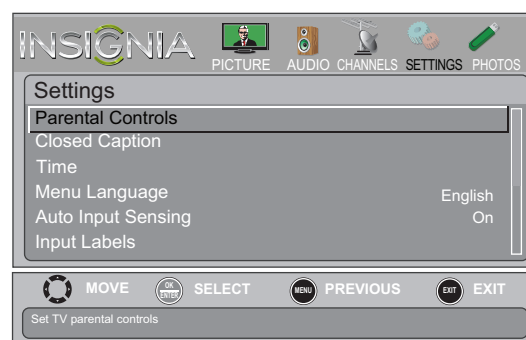 INSIGNIA
PICTURE AUDIO CHANNELS SETTINGS PHOTOS
Settings
Parental Controls
Closed Caption
Time
Menu Language English
Auto Input Sensing On
Input Labels
MOVE OK ENTER SELECT MENU PREVIOUS EXIT EXIT
Set TV parental controls